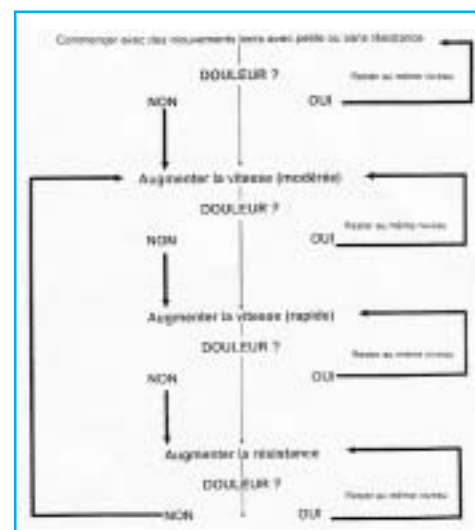 Commencer avec des mouvements lents avec petite ou sans résistance
DOULEUR ?
Rester au même niveau
NON OUI
Augmenter la vitesse (modérée)
DOULEUR ?
Rester au même niveau
NON OUI
Augmenter la vitesse (rapide)
DOULEUR ?
Rester au même niveau
NON OUI
Augmenter la résistance
DOULEUR ?
Rester au même niveau
NON OUI